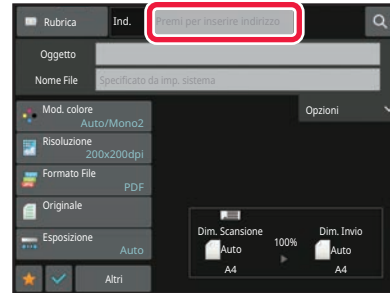 Rubrica
Ind.
Premi per inserire indirizzo
Oggetto
Nome File
Specificato da imp. sistema
Mod. colore
Auto/Mono2
Opzioni
Risoluzione
200x200dpi
Formato File
PDF
Originale
Esposizione
Auto
Dim. Scansione
Auto
A4
100%
Dim. Invio
Auto
A4
Altri